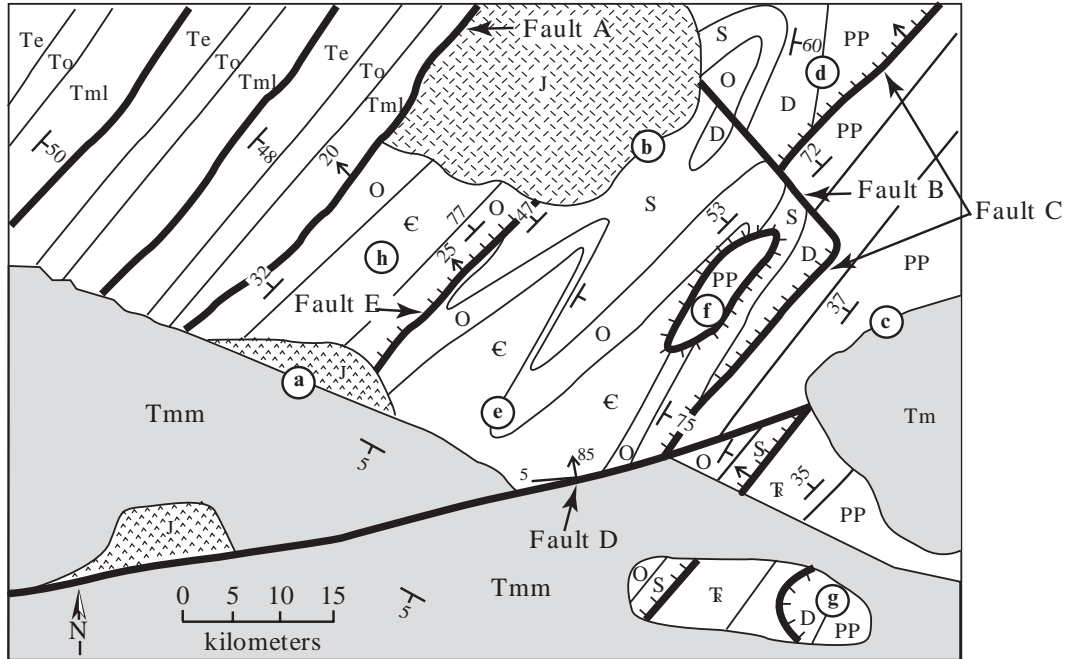 Te
To
Tml
Te
To
Tml
Te
To
Tml
Fault A
J
S
O
D
60
PP
d
D
PP
50
48
20
b
72
O
Є
77
O
47
S
53
S
Fault B
Fault C
D
PP
h
25
32
Fault E
O
PP
f
37
c
O
Є
a
J
e
Є
75
Tmm
Tm
5
5
85
O
O
S
35
Fault D
Ŧ
PP
J
Tmm
5
O
S
Ŧ
D
g
PP
N
0 5 10 15
kilometers